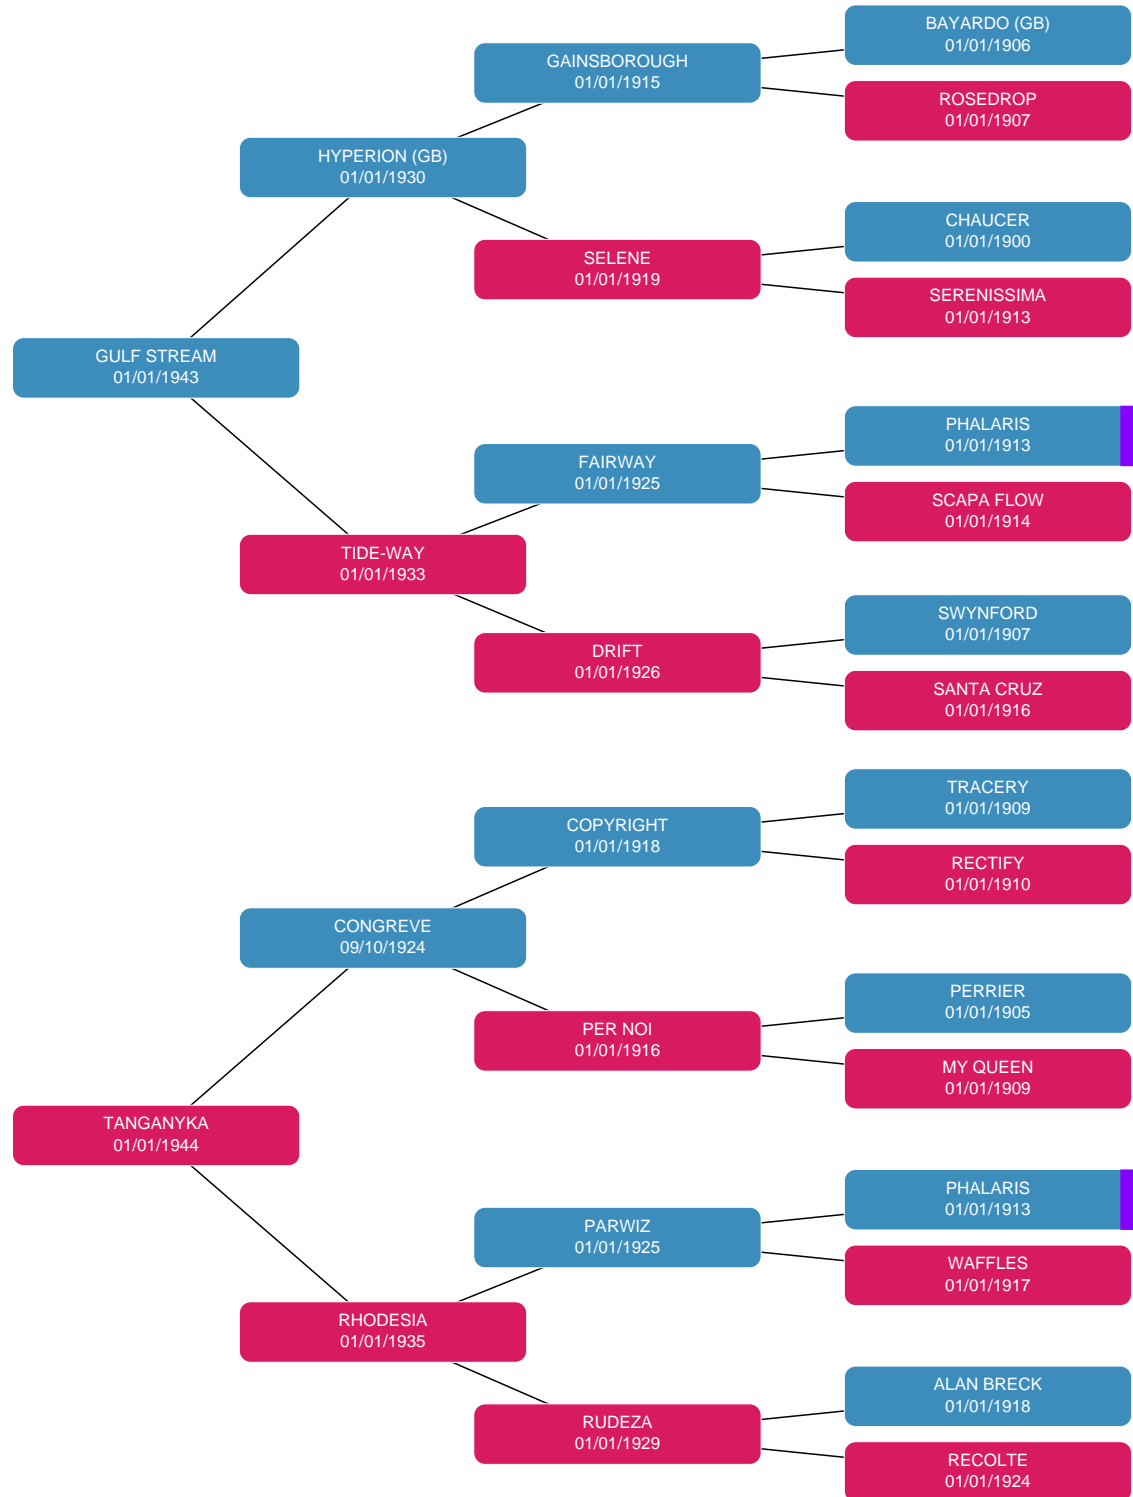 BAYARDO (GB)
01/01/1906
GAINSBOROUGH
01/01/1915
ROSEDROP
01/01/1907
HYPERION (GB)
01/01/1930
CHAUCER
01/01/1900
SELENE
01/01/1919
SERENISSIMA
01/01/1913
GULF STREAM
01/01/1943
PHALARIS
01/01/1913
FAIRWAY
01/01/1925
SCAPA FLOW
01/01/1914
TIDE-WAY
01/01/1933
SWYNFORD
01/01/1907
DRIFT
01/01/1926
SANTA CRUZ
01/01/1916
TRACERY
01/01/1909
COPYRIGHT
01/01/1918
RECTIFY
01/01/1910
CONGREVE
09/10/1924
PERRIER
01/01/1905
PER NOI
01/01/1916
MY QUEEN
01/01/1909
TANGANYKA
01/01/1944
PHALARIS
01/01/1913
PARWIZ
01/01/1925
WAFFLES
01/01/1917
RHODESIA
01/01/1935
ALAN BRECK
01/01/1918
RUDEZA
01/01/1929
RECOLTE
01/01/1924